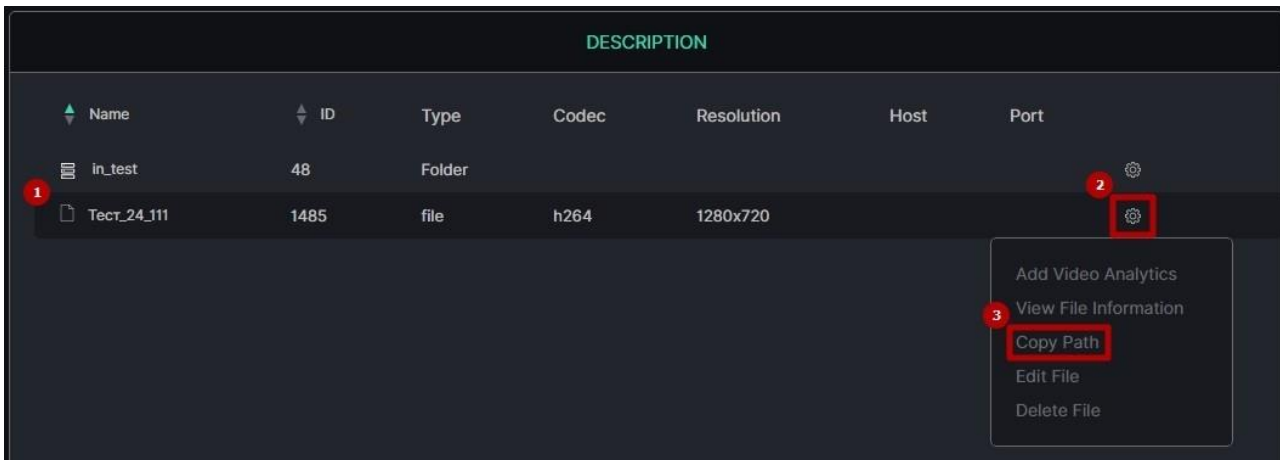 DESCRIPTION
Name ID Type Codec Resolution Host Port
in_test 48 Folder
1
2
Тест_24_111 1485 file h264 1280x720
Add Video Analytics
View File Information
3
Copy Path
Edit File
Delete File